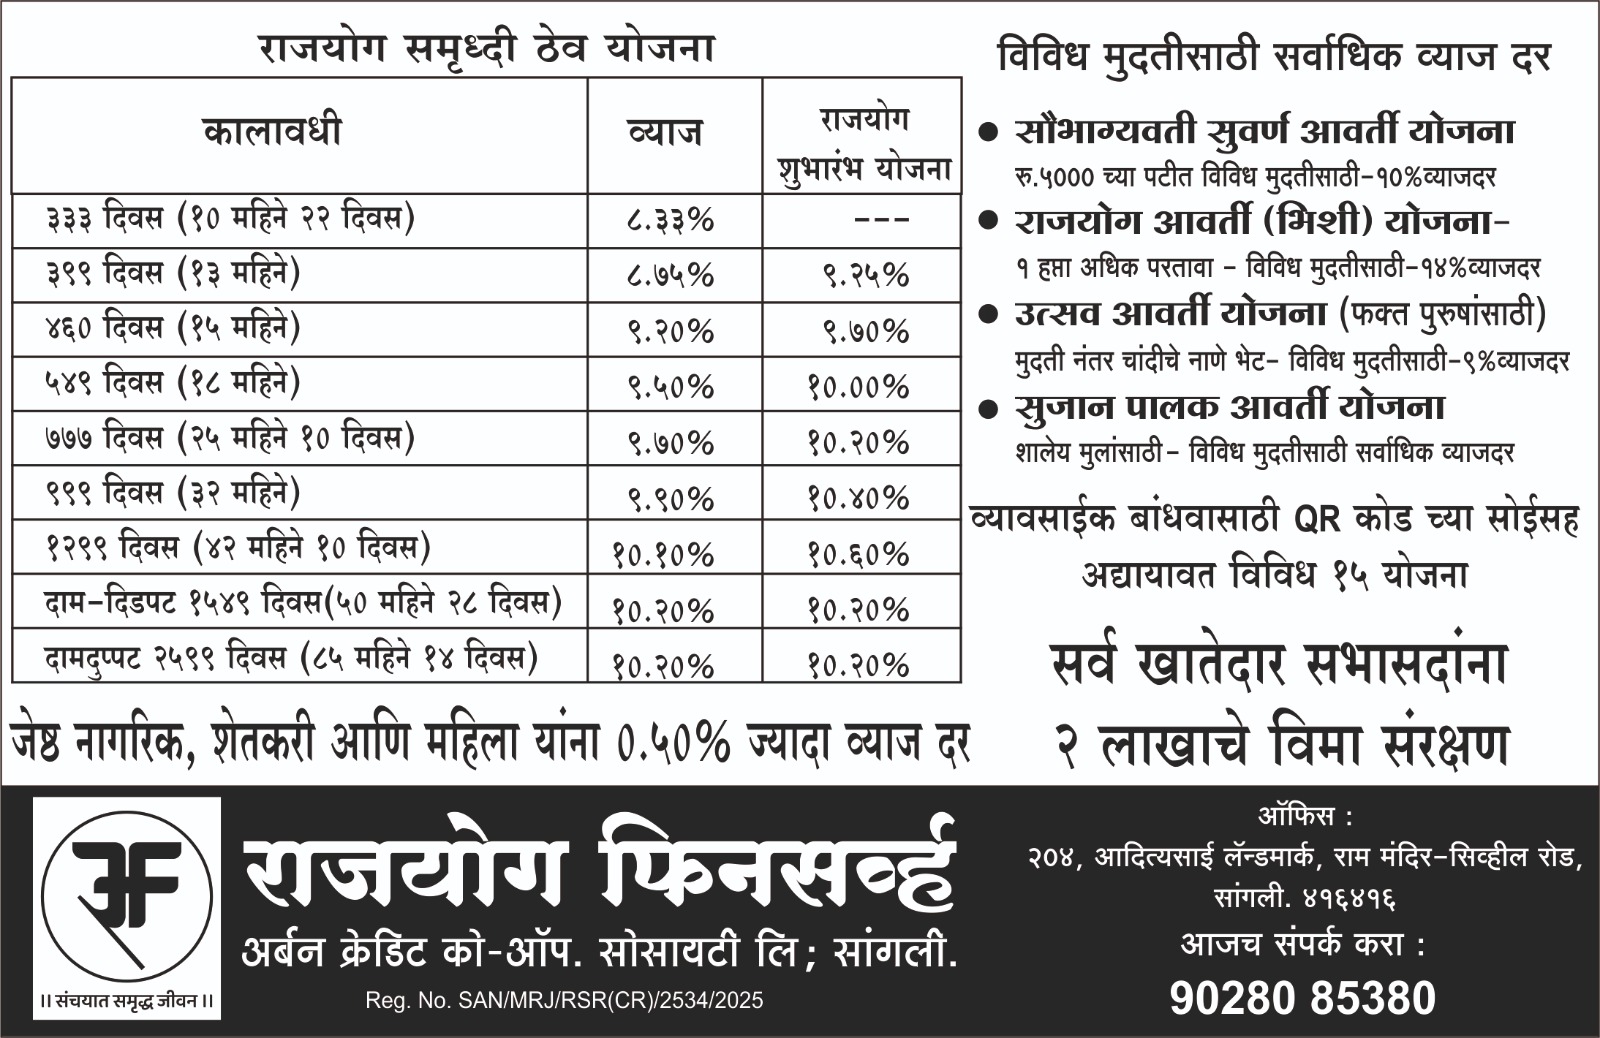 राजयोग समृध्दी ठेव योजना
कालावधी व्याज राजयोग शुभारंभ योजना
३३३ दिवस (१० महिने २२ दिवस) ८.३३% ---
३९९ दिवस (१३ महिने) ८.७५% ९.२५%
४६० दिवस (१५ महिने) ९.२०% ९.७०%
५४९ दिवस (१८ महिने) ९.५०% १०.००%
७७७ दिवस (२५ महिने १० दिवस) ९.७०% १०.२०%
९९९ दिवस (३२ महिने) ९.९०% १०.४०%
१२९९ दिवस (४२ महिने १० दिवस) १०.१०% १०.६०%
दाम-दिडपट १५४९ दिवस(५० महिने २८ दिवस) १०.२०% १०.२०%
दामदुप्पट २५९९ दिवस (८५ महिने १४ दिवस) १०.२०% १०.२०%
जेष्ठ नागरिक, शेतकरी आणि महिला यांना ०.५०% ज्यादा व्याज दर
विविध मुदतीसाठी सर्वाधिक व्याज दर
• सौभाग्यवती सुवर्ण आवर्ती योजना
रु.५००० च्या पटीत विविध मुदतीसाठी-१०%व्याजदर
• राजयोग आवर्ती (भिशी) योजना-
१ हप्ता अधिक परतावा - विविध मुदतीसाठी-१४%व्याजदर
• उत्सव आवर्ती योजना (फक्त पुरुषांसाठी)
मुदती नंतर चांदीचे नाणे भेट- विविध मुदतीसाठी-९%व्याजदर
• सुजान पालक आवर्ती योजना
शालेय मुलांसाठी- विविध मुदतीसाठी सर्वाधिक व्याजदर
व्यावसाईक बांधवासाठी QR कोड च्या सोईसह
अद्यायावत विविध १५ योजना
सर्व खातेदार सभासदांना
२ लाखाचे विमा संरक्षण
।। संचयात समृद्ध जीवन ।।
राजयोग फिनसर्व्ह
अर्बन क्रेडिट को-ऑप. सोसायटी लि; सांगली.
Reg. No. SAN/MRJ/RSR(CR)/2534/2025
ऑफिस :
२०४, आदित्यसाई लॅन्डमार्क, राम मंदिर-सिव्हील रोड,
सांगली. ४१६४१६
आजच संपर्क करा :
90280 85380